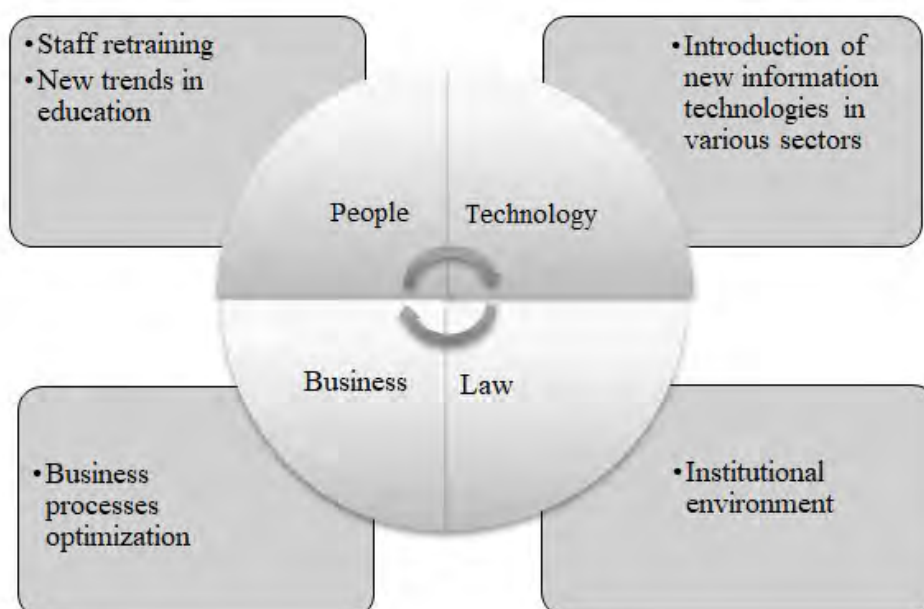 •Staff retraining
•New trends in
education
•Introduction of
new information
technologies in
various sectors
People
Technology
Business
Law
•Business
processes
optimization
•Institutional
environment